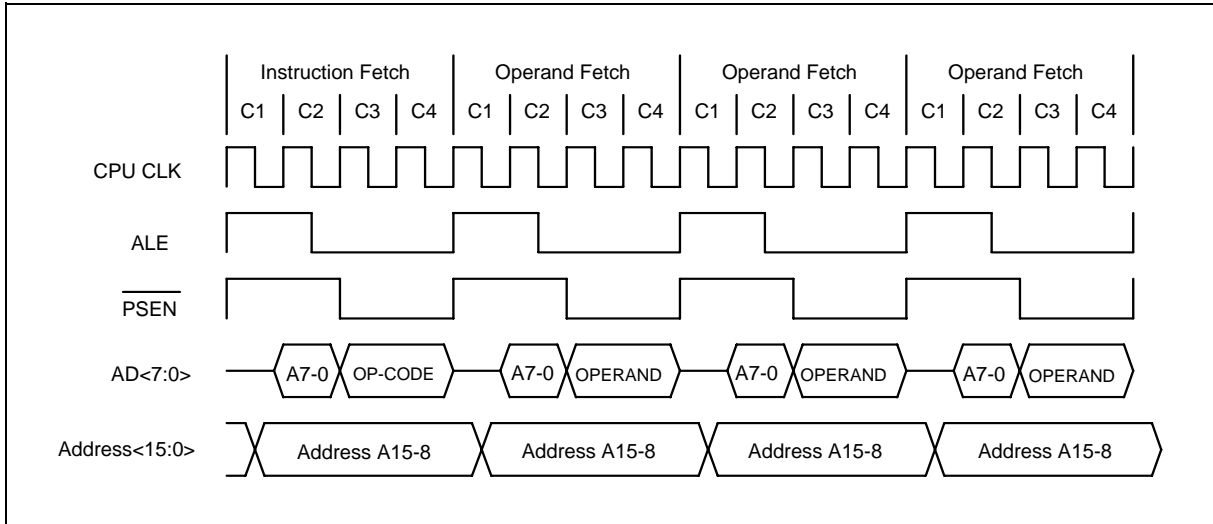 Instruction Fetch Operand Fetch Operand Fetch Operand Fetch
C1 C2 C3 C4 C1 C2 C3 C4 C1 C2 C3 C4 C1 C2 C3 C4
CPU CLK
ALE
PSEN
AD<7:0> A7-0 OP-CODE A7-0 OPERAND A7-0 OPERAND A7-0 OPERAND
Address<15:0> Address A15-8 Address A15-8 Address A15-8 Address A15-8